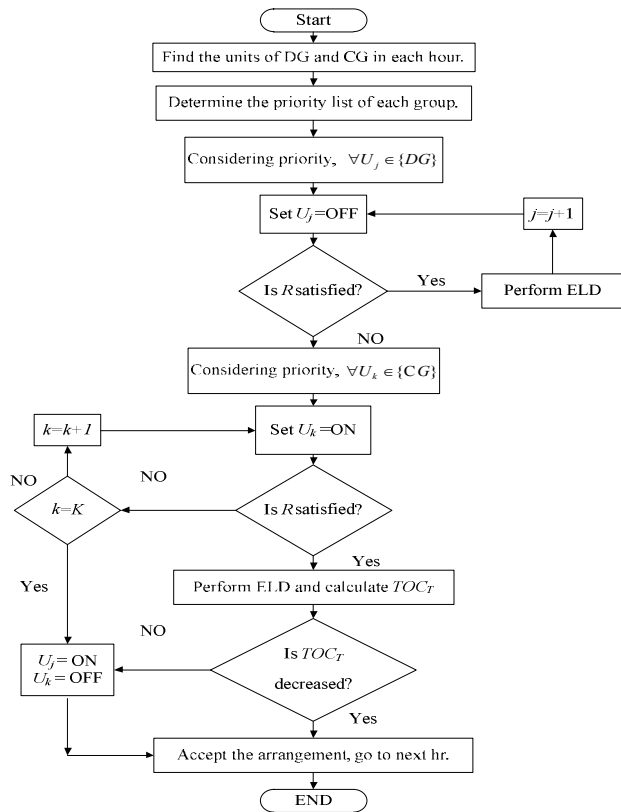 Start
Find the units of DG and CG in each hour.
Determine the priority list of each group.
Considering priority, ∀U_j ∈ {DG}
Set U_j=OFF
j=j+1
Is R satisfied?
Yes
Perform ELD
NO
Considering priority, ∀U_k ∈ {CG}
k=k+1
Set U_k=ON
NO
NO
k=K
Is R satisfied?
Yes
Yes
Perform ELD and calculate TOC_T
NO
U_j = ON
U_k = OFF
Is TOC_T
decreased?
Yes
Accept the arrangement, go to next hr.
END